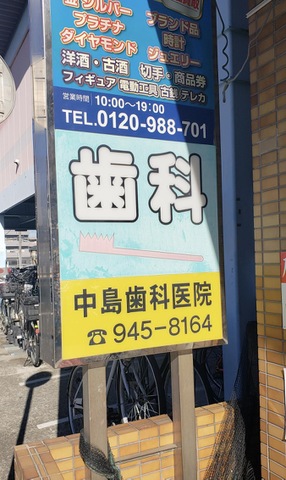 金 シルバー
プラチナ
ダイヤモンド
ブランド品
時計
ジュエリー
洋酒・古酒 切手・商品券
フィギュア 電動工具 古銭 テレカ
営業時間 10:00〜19:00
TEL.0120-988-701
歯科
中島歯科医院
☎945-8164